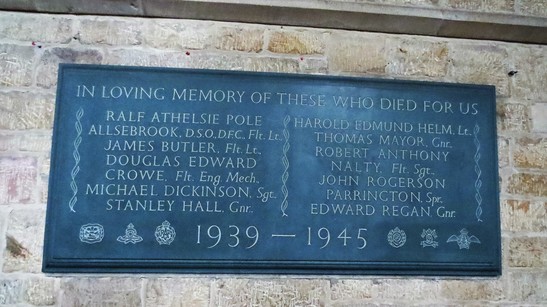 IN LOVING MEMORY OF THESE WHO DIED FOR US
RALF ATHELSIE POLE
ALLSEBROOK, D.S.O., D.F.C., Flt. Lt.
JAMES BUTLER, Flt. Sgt.
DOUGLAS EDWARD
CROWE, Flt. Eng. Mech.
MICHAEL DICKINSON, Sgt.
STANLEY HALL, Gnr.
HAROLD EDMUND HELM, Lt.
THOMAS MAYOR, Gnr.
ROBERT ANTHONY
NALTY, Flt. Sgt.
JOHN ROGERSON
PARRINGTON, Spr.
EDWARD REGAN, Gnr.
1939 — 1945